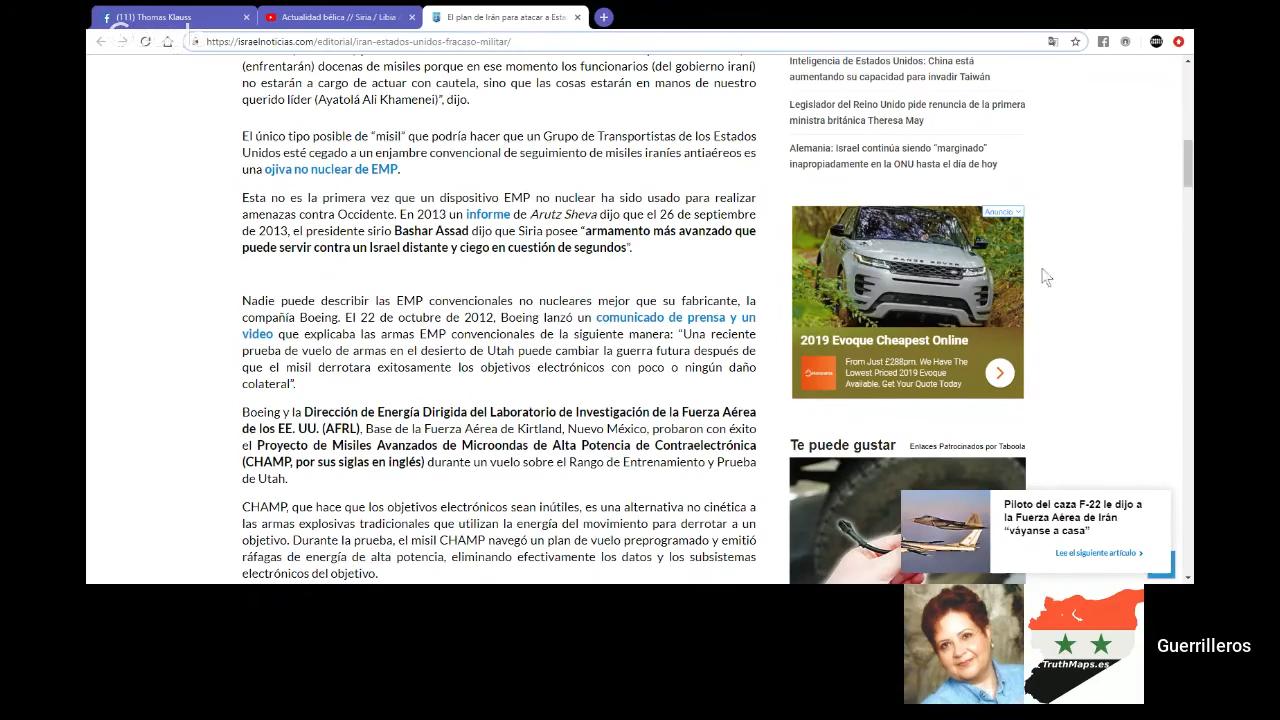 (111) Thomas Klauss
Actualidad bélica // Siria / Libia
El plan de Irán para atacar a Esta
https://israelnoticias.com/editorial/iran-estados-unidos-fracaso-militar/
(enfrentarán) docenas de misiles porque en ese momento los funcionarios (del gobierno iraní)
no estarán a cargo de actuar con cautela, sino que las cosas estarán en manos de nuestro
querido líder (Ayatolá Ali Khamenei)”, dijo.
El único tipo posible de “misil” que podría hacer que un Grupo de Transportistas de los Estados
Unidos esté cegado a un enjambre convencional de seguimiento de misiles iraníes antiaéreos es
una ojiva no nuclear de EMP.
Esta no es la primera vez que un dispositivo EMP no nuclear ha sido usado para realizar
amenazas contra Occidente. En 2013 un informe de Arutz Sheva dijo que el 26 de septiembre
de 2013, el presidente sirio Bashar Assad dijo que Siria posee “armamento más avanzado que
puede servir contra un Israel distante y ciego en cuestión de segundos”.
Nadie puede describir las EMP convencionales no nucleares mejor que su fabricante, la
compañía Boeing. El 22 de octubre de 2012, Boeing lanzó un comunicado de prensa y un
video que explicaba las armas EMP convencionales de la siguiente manera: “Una reciente
prueba de vuelo de armas en el desierto de Utah puede cambiar la guerra futura después de
que el misil derrotara exitosamente los objetivos electrónicos con poco o ningún daño
colateral”.
Boeing y la Dirección de Energía Dirigida del Laboratorio de Investigación de la Fuerza Aérea
de los EE. UU. (AFRL), Base de la Fuerza Aérea de Kirtland, Nuevo México, probaron con éxito
el Proyecto de Misiles Avanzados de Microondas de Alta Potencia de Contraelectrónica
(CHAMP, por sus siglas en inglés) durante un vuelo sobre el Rango de Entrenamiento y Prueba
de Utah.
CHAMP, que hace que los objetivos electrónicos sean inútiles, es una alternativa no cinética a
las armas explosivas tradicionales que utilizan la energía del movimiento para derrotar a un
objetivo. Durante la prueba, el misil CHAMP navegó un plan de vuelo preprogramado y emitió
ráfagas de energía de alta potencia, eliminando efectivamente los datos y los subsistemas
electrónicos del objetivo.
Inteligencia de Estados Unidos: China está
aumentando su capacidad para invadir Taiwán
Legislador del Reino Unido pide renuncia de la primera
ministra británica Theresa May
Alemania: Israel continúa siendo “marginado”
inapropiadamente en la ONU hasta el día de hoy
Anuncio
RANGE ROVER
2019 Evoque Cheapest Online
From Just £288pm. We Have The
Lowest Priced 2019 Evoque
Available. Get Your Quote Today
Te puede gustar
Enlaces Patrocinados por Taboola
Piloto del caza F-22 le dijo a
la Fuerza Aérea de Irán
“váyanse a casa”
Lee el siguiente artículo
TruthMaps.es
Guerrilleros